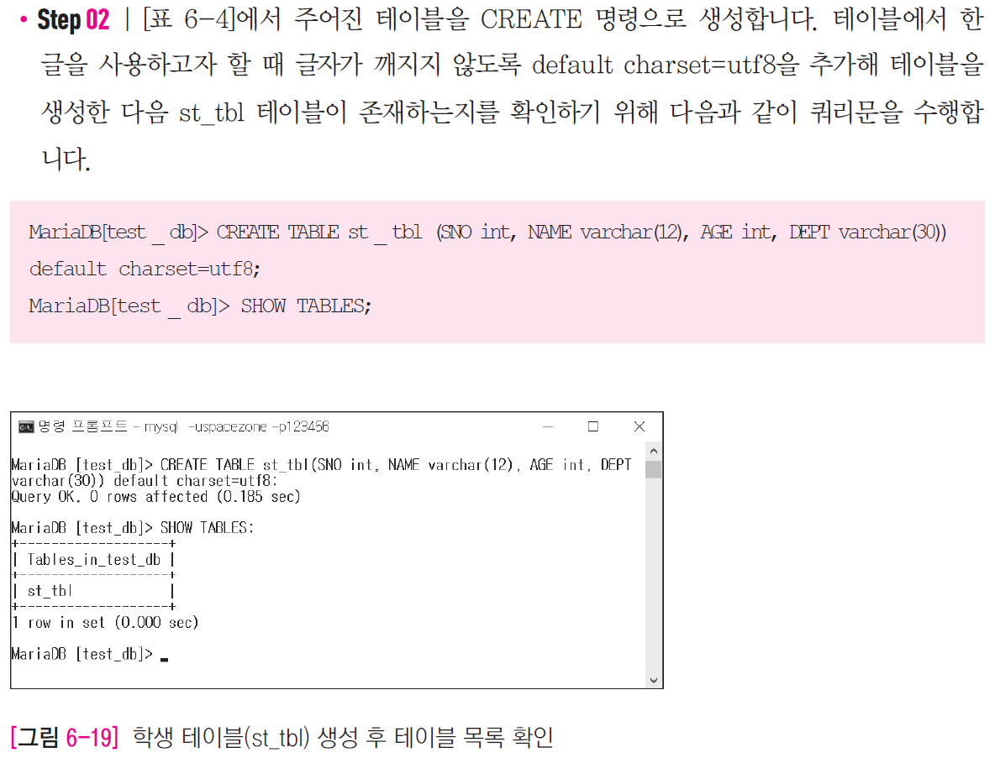 • Step 02 | [표 6-4]에서 주어진 테이블을 CREATE 명령으로 생성합니다. 테이블에서 한
글을 사용하고자 할 때 글자가 깨지지 않도록 default charset=utf8을 추가해 테이블을
생성한 다음 st_tbl 테이블이 존재하는지를 확인하기 위해 다음과 같이 쿼리문을 수행합
니다.
MariaDB[test _ db]> CREATE TABLE st _ tbl (SNO int, NAME varchar(12), AGE int, DEPT varchar(30))
default charset=utf8;
MariaDB[test _ db]> SHOW TABLES;
명령 프롬프트 - mysql -uspacezone -p123456
MariaDB [test_db]> CREATE TABLE st_tbl(SNO int, NAME varchar(12), AGE int, DEPT
varchar(30)) default charset=utf8;
Query OK, 0 rows affected (0.185 sec)
MariaDB [test_db]> SHOW TABLES;
+-------------------+
| Tables_in_test_db |
+-------------------+
| st_tbl            |
+-------------------+
1 row in set (0.000 sec)
MariaDB [test_db]> _
[그림 6-19] 학생 테이블(st_tbl) 생성 후 테이블 목록 확인